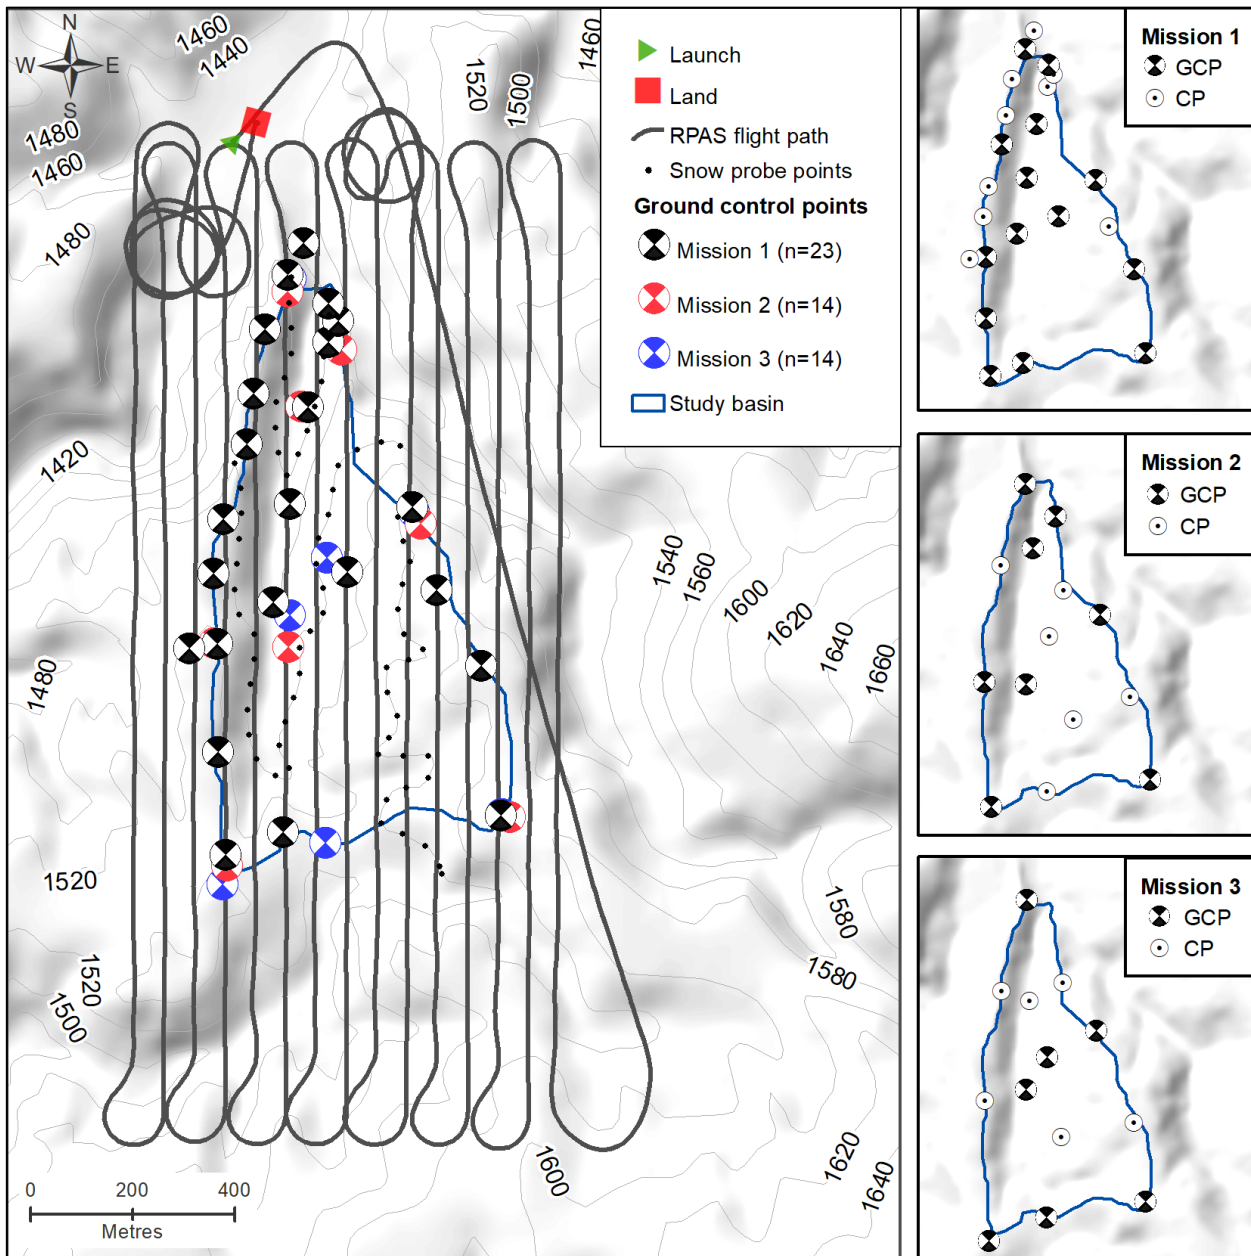 N
W E
S
1460
1440
1480
1460
1480
1420
1480
1520
1520
1500
1520
1500
1460
1540
1560
1600
1620
1640
1660
1580
1580
1600
1620
1640
Launch
Land
RPAS flight path
Snow probe points
Ground control points
Mission 1 (n=23)
Mission 2 (n=14)
Mission 3 (n=14)
Study basin
0 200 400
Metres
Mission 1
GCP
CP
Mission 2
GCP
CP
Mission 3
GCP
CP